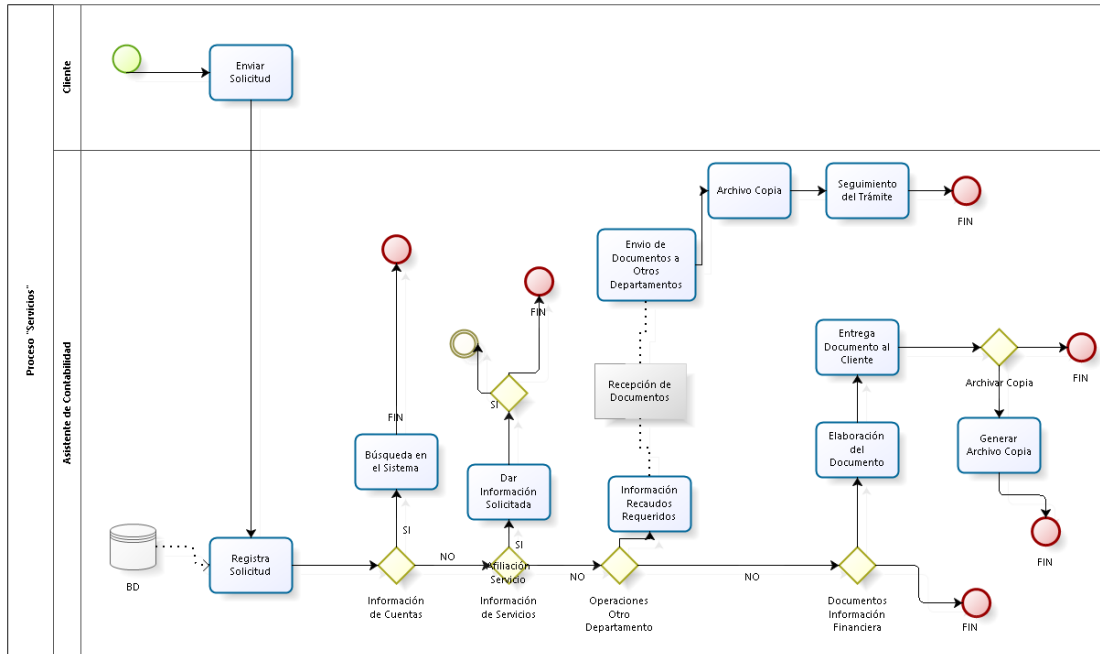 Proceso "Servicios"
Cliente
Enviar
Solicitud
Asistente de Contabilidad
Archivo Copia
Seguimiento
del Trámite
FIN
Envio de
Documentos a
Otros
Departamentos
FIN
Entrega
Documento al
Cliente
FIN
Recepción de
Documentos
Archivar Copia
SI
FIN
Búsqueda en
el Sistema
Elaboración
del
Documento
Generar
Archivo Copia
Dar
Información
Solicitada
Información
Recaudos
Requeridos
SI
SI
FIN
BD
Registra
Solicitud
NO
Afiliación
Servicio
NO
NO
Información
de Cuentas
Información
de Servicios
Operaciones
Otro
Departamento
Documentos
Información
Financiera
FIN